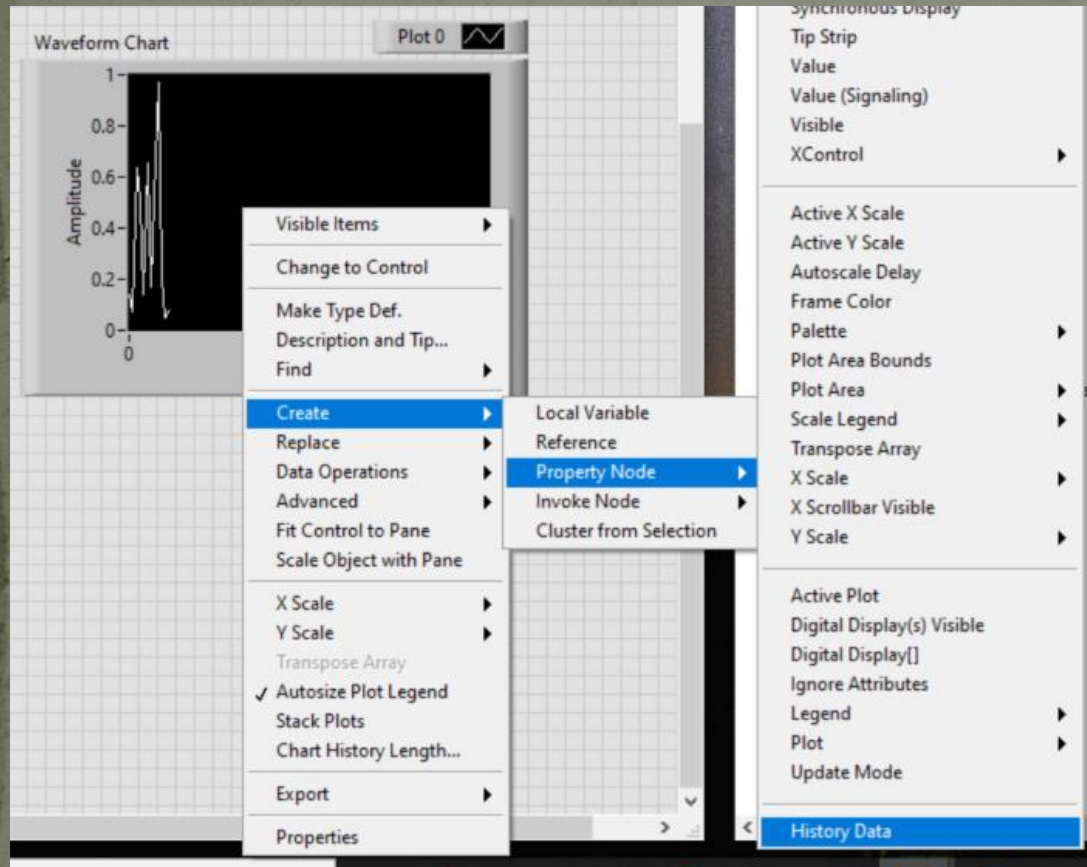 Waveform Chart
Plot 0
Amplitude
1
0.8
0.6
0.4
0.2
0
0
Visible Items
Change to Control
Make Type Def.
Description and Tip...
Find
Create
Replace
Data Operations
Advanced
Fit Control to Pane
Scale Object with Pane
X Scale
Y Scale
Transpose Array
Autosize Plot Legend
Stack Plots
Chart History Length...
Export
Properties
Local Variable
Reference
Property Node
Invoke Node
Cluster from Selection
Synchronous Display
Tip Strip
Value
Value (Signaling)
Visible
XControl
Active X Scale
Active Y Scale
Autoscale Delay
Frame Color
Palette
Plot Area Bounds
Plot Area
Scale Legend
Transpose Array
X Scale
X Scrollbar Visible
Y Scale
Active Plot
Digital Display(s) Visible
Digital Display[]
Ignore Attributes
Legend
Plot
Update Mode
History Data